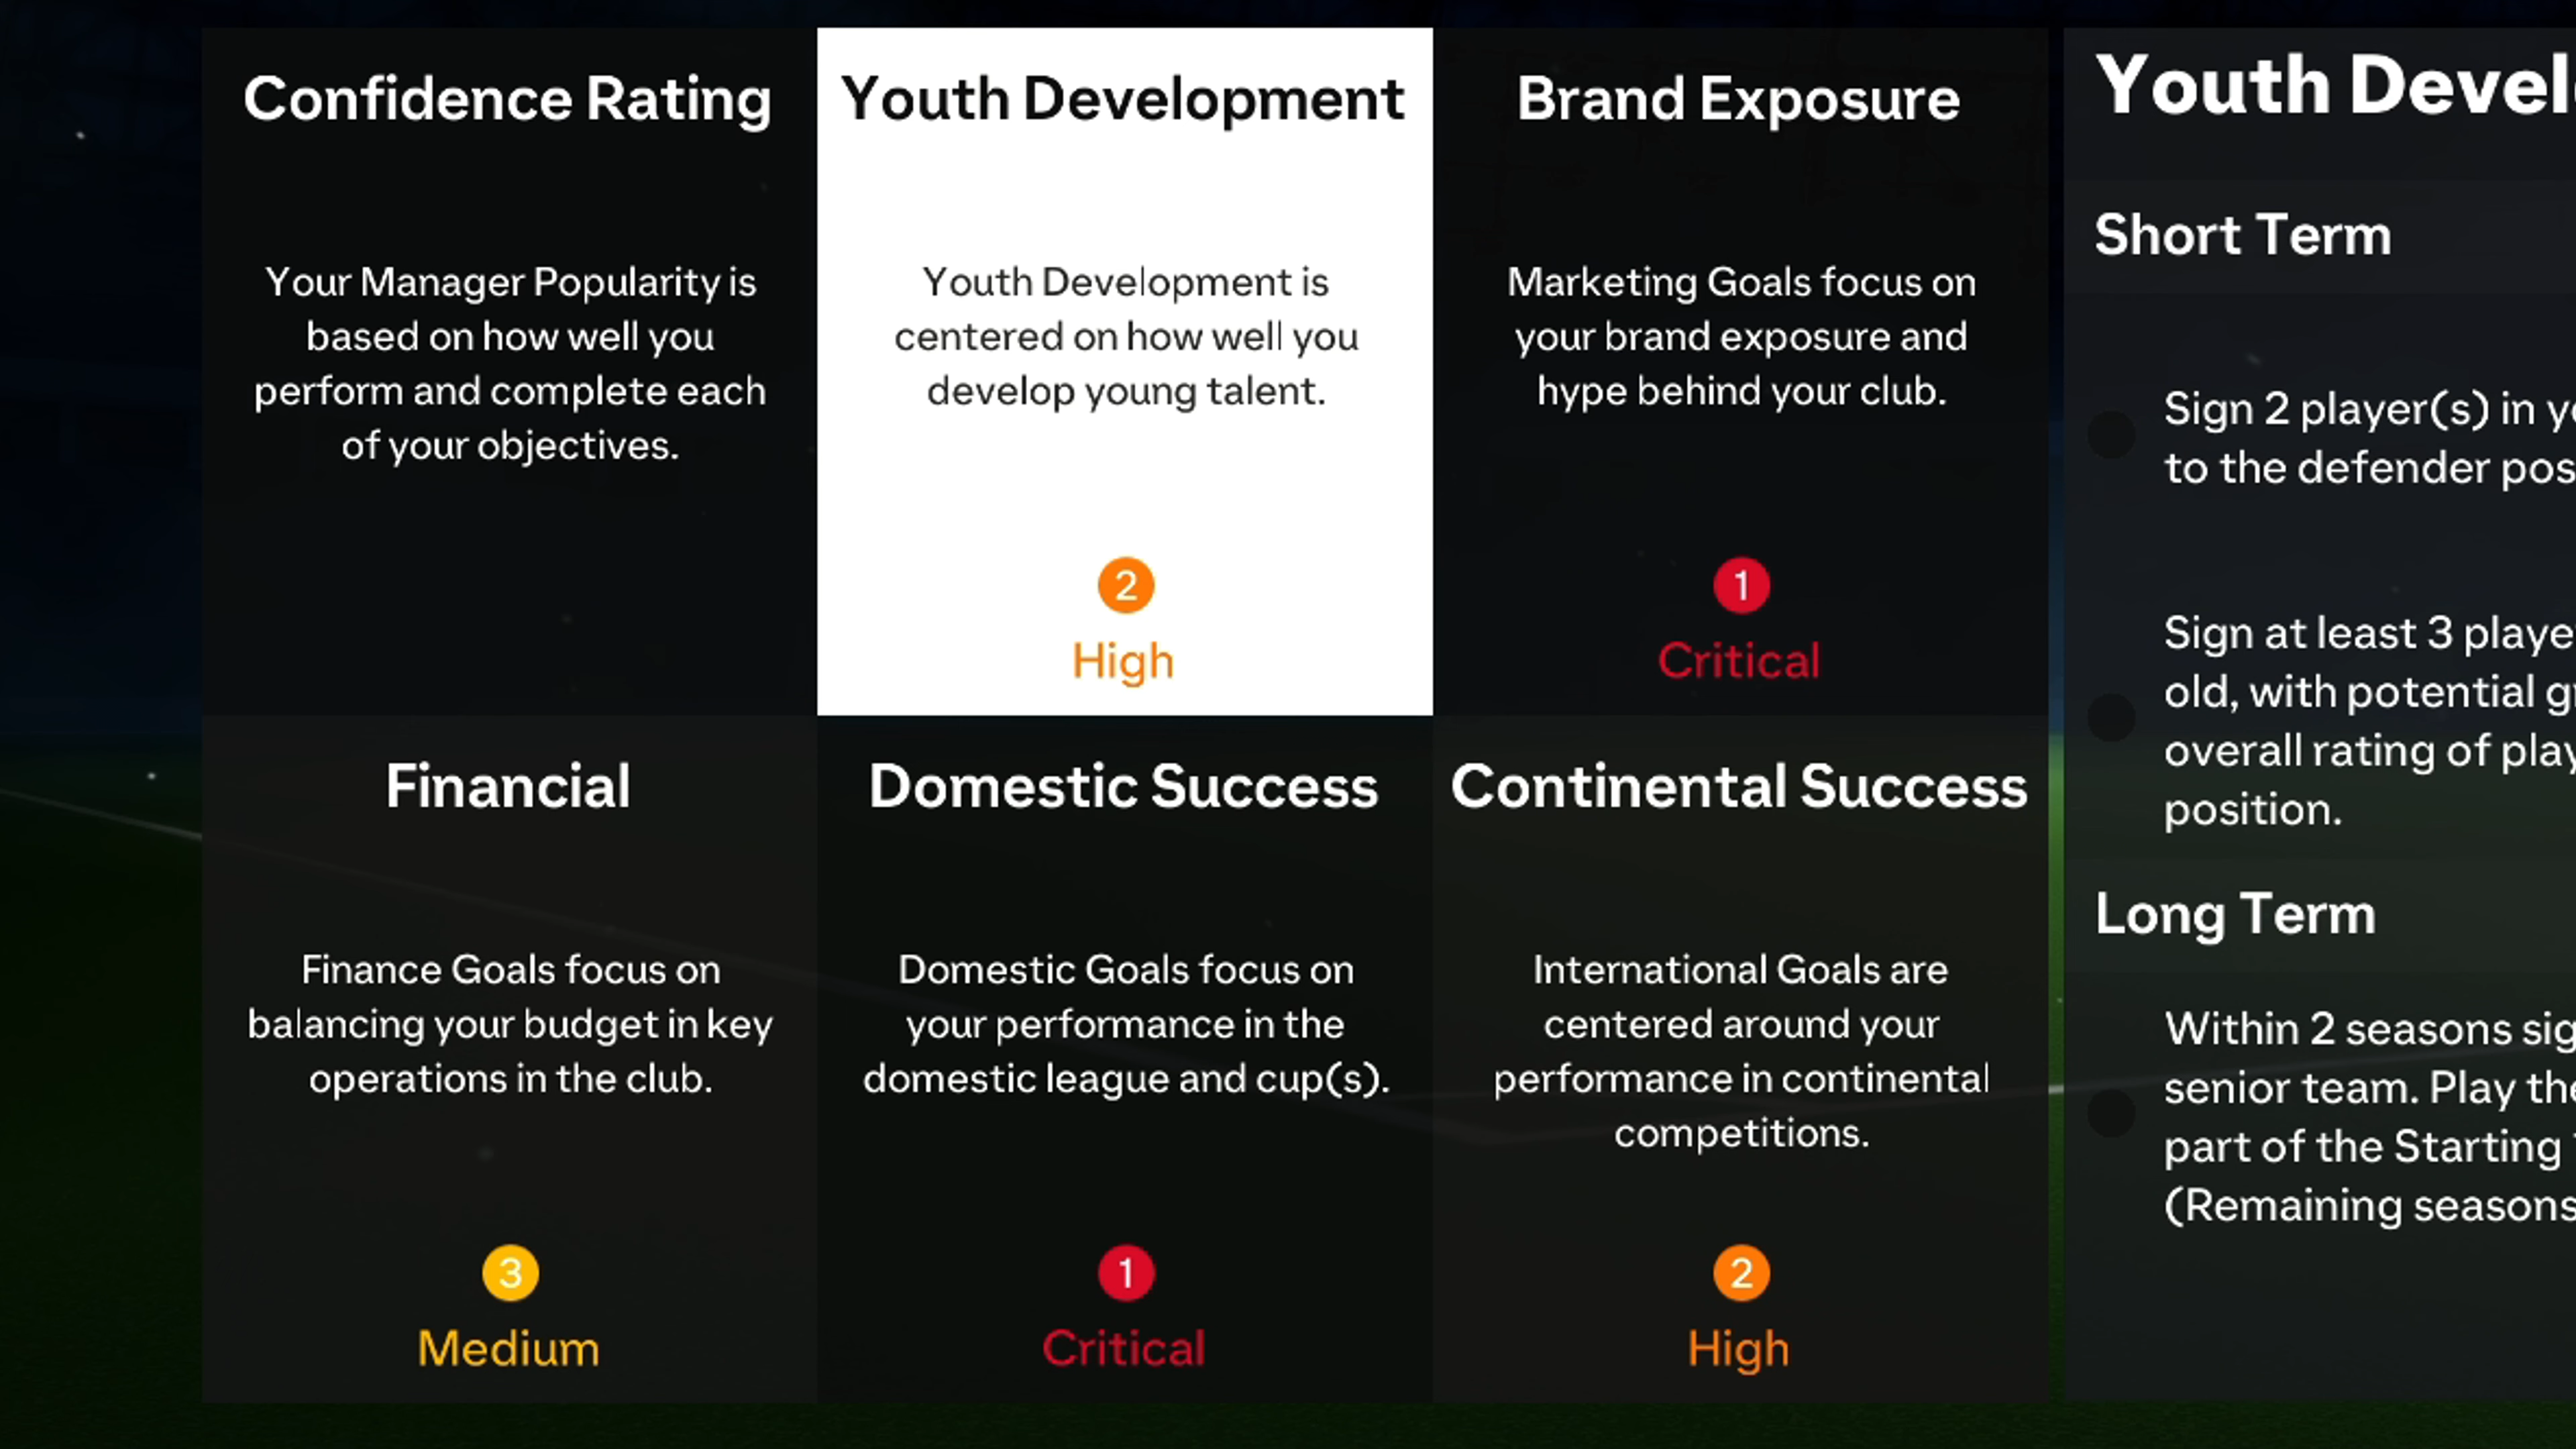 Confidence Rating
Your Manager Popularity is
based on how well you
perform and complete each
of your objectives.
Youth Development
Youth Development is
centered on how well you
develop young talent.
2
High
Brand Exposure
Marketing Goals focus on
your brand exposure and
hype behind your club.
1
Critical
Financial
Finance Goals focus on
balancing your budget in key
operations in the club.
3
Medium
Domestic Success
Domestic Goals focus on
your performance in the
domestic league and cup(s).
1
Critical
Continental Success
International Goals are
centered around your
performance in continental
competitions.
2
High
Youth
Short Term
Sign 2 player(s) in
to the defender
Sign at least 3
old, with potential
overall rating of
position.
Long Term
Within 2 seasons
senior team. Play
part of the Starting
(Remaining seasons